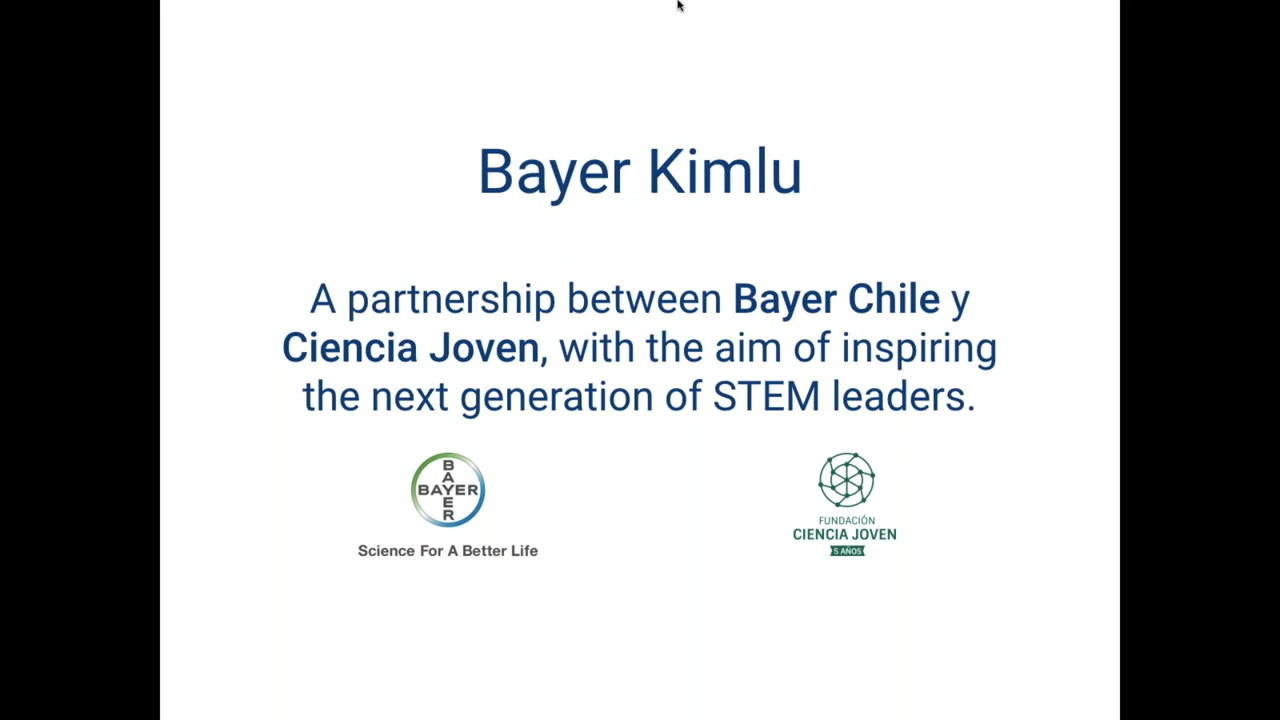 Bayer Kimlu
A partnership between Bayer Chile y
Ciencia Joven, with the aim of inspiring
the next generation of STEM leaders.
BAYER
BAYER
Science For A Better Life
FUNDACIÓN
CIENCIA JOVEN
5 AÑOS